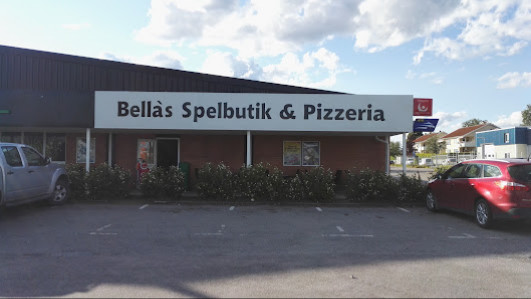 Bellàs Spelbutik & Pizzeria